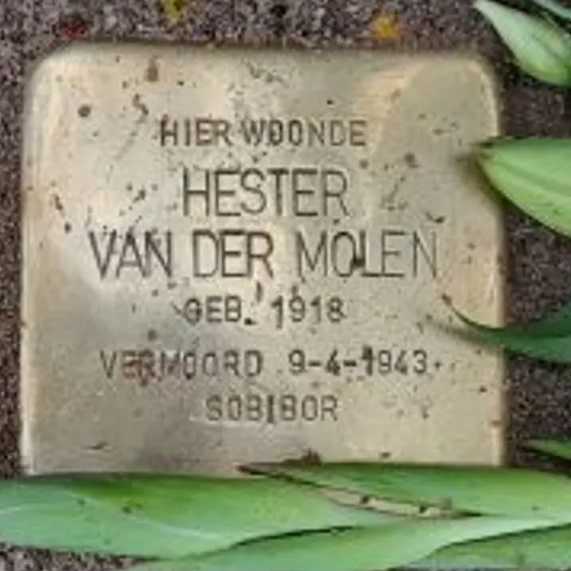 HIER WOONDE
HESTER
VAN DER MOLEN
GEB. 1918
VERMOORD 9-4-1943
SOBIBOR